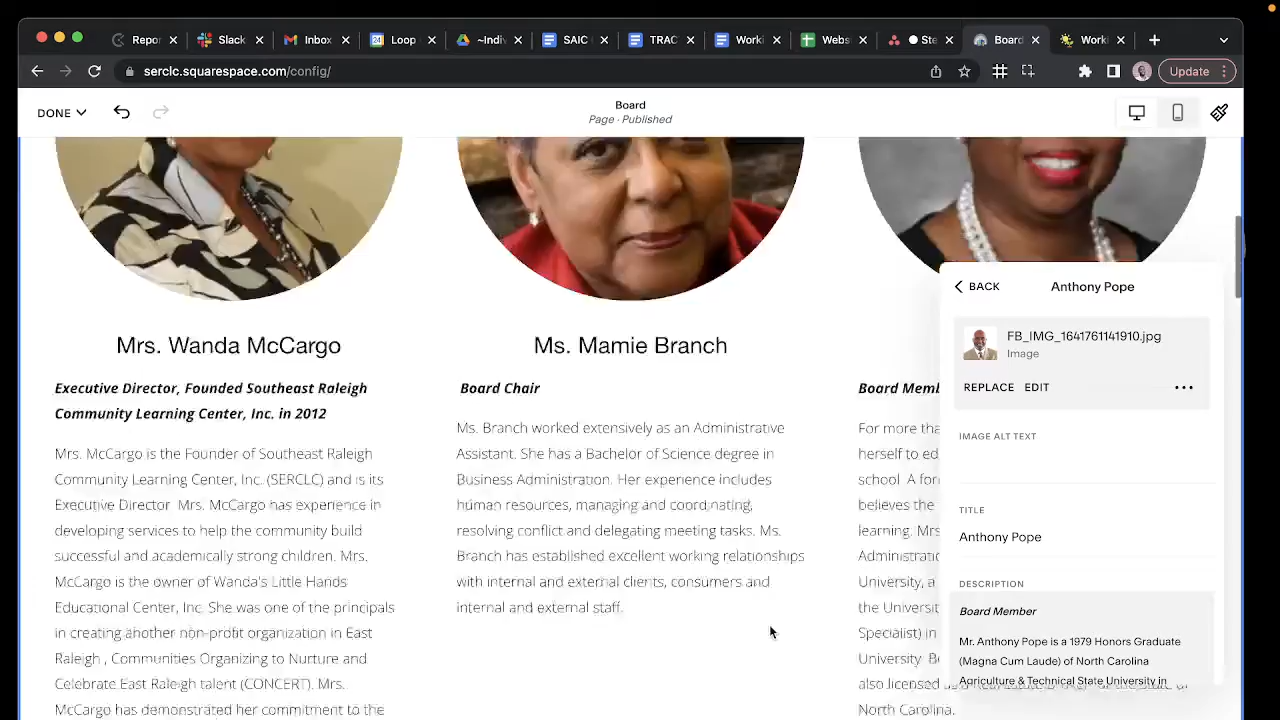 Repor
Slack
Inbox
Loop
~Indiv
SAIC (
TRAC
Worki
Webs
Ste
Board
Worki
serclc.squarespace.com/config/
Update
DONE
Board
Page · Published
Mrs. Wanda McCargo
Executive Director, Founded Southeast Raleigh
Community Learning Center, Inc. in 2012
Mrs. McCargo is the Founder of Southeast Raleigh
Community Learning Center, Inc. (SERCLC) and is its
Executive Director Mrs. McCargo has experience in
developing services to help the community build
successful and academically strong children. Mrs.
McCargo is the owner of Wanda's Little Hands
Educational Center, Inc. She was one of the principals
in creating another non-profit organization in East
Raleigh , Communities Organizing to Nurture and
Celebrate East Raleigh talent (CONCERT). Mrs.
McCargo has demonstrated her commitment to the
Ms. Mamie Branch
Board Chair
Ms. Branch worked extensively as an Administrative
Assistant. She has a Bachelor of Science degree in
Business Administration. Her experience includes
human resources, managing and coordinating,
resolving conflict and delegating meeting tasks. Ms.
Branch has established excellent working relationships
with internal and external clients, consumers and
internal and external staff.
Board Memb
For more tha
herself to ed
school A for
believes the
learning. Mrs
Administratio
University, a
the Universit
Specialist) in
University
also licensed
North Carolina.
BACK
Anthony Pope
FB_IMG_1641761141910.jpg
Image
REPLACE EDIT
IMAGE ALT TEXT
TITLE
Anthony Pope
DESCRIPTION
Board Member
Mr. Anthony Pope is a 1979 Honors Graduate
(Magna Cum Laude) of North Carolina
Agriculture & Technical State University in